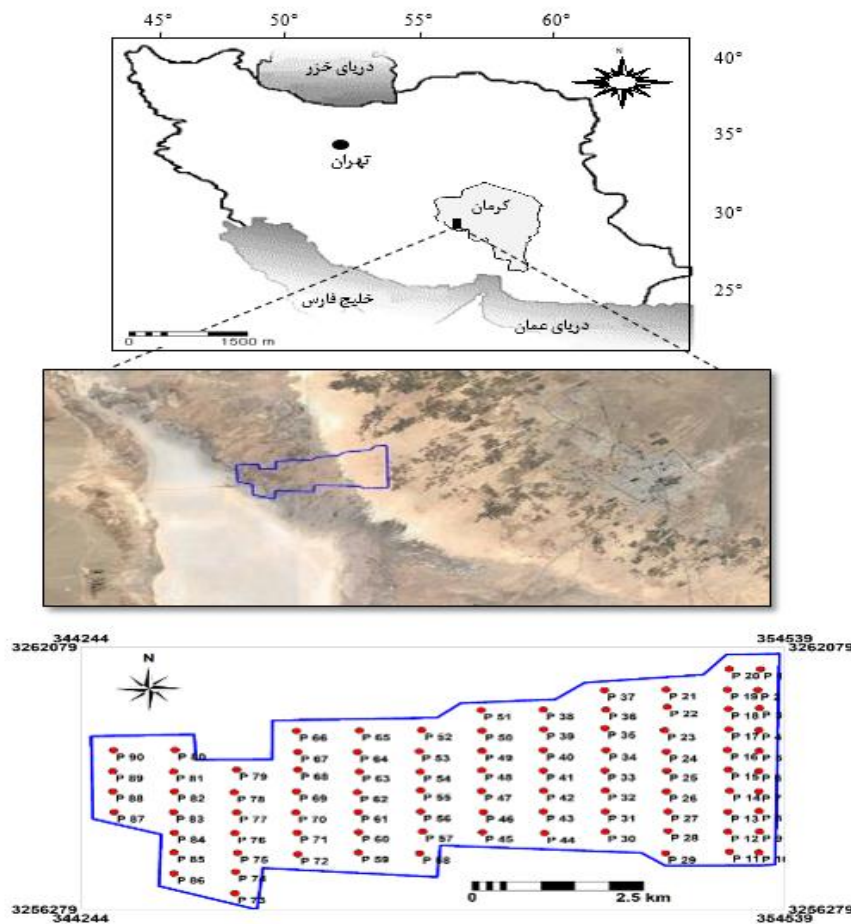 45° 50° 55° 60°
40°
35°
30°
25°
N
دریای خزر
تهران
کرمان
خلیج فارس
دریای عمان
0 1500 m
344244 354539
3262079 3262079
N
P 20
P 37 P 21 P 19
P 51 P 38 P 36 P 22 P 18
P 66 P 65 P 52 P 50 P 39 P 35 P 23 P 17
P 90 P 80 P 67 P 64 P 53 P 49 P 40 P 34 P 24 P 16
P 89 P 81 P 79 P 68 P 63 P 54 P 48 P 41 P 33 P 25 P 15
P 88 P 82 P 78 P 69 P 62 P 47 P 42 P 32 P 26 P 14
P 87 P 83 P 77 P 70 P 61 P 56 P 46 P 43 P 31 P 27 P 13
P 84 P 76 P 71 P 60 P 57 P 45 P 44 P 30 P 28 P 12
P 85 P 75 P 72 P 59 P 29 P 11
P 86 P 74
P 73
0 2.5 km
3256279 3256279
344244 354539